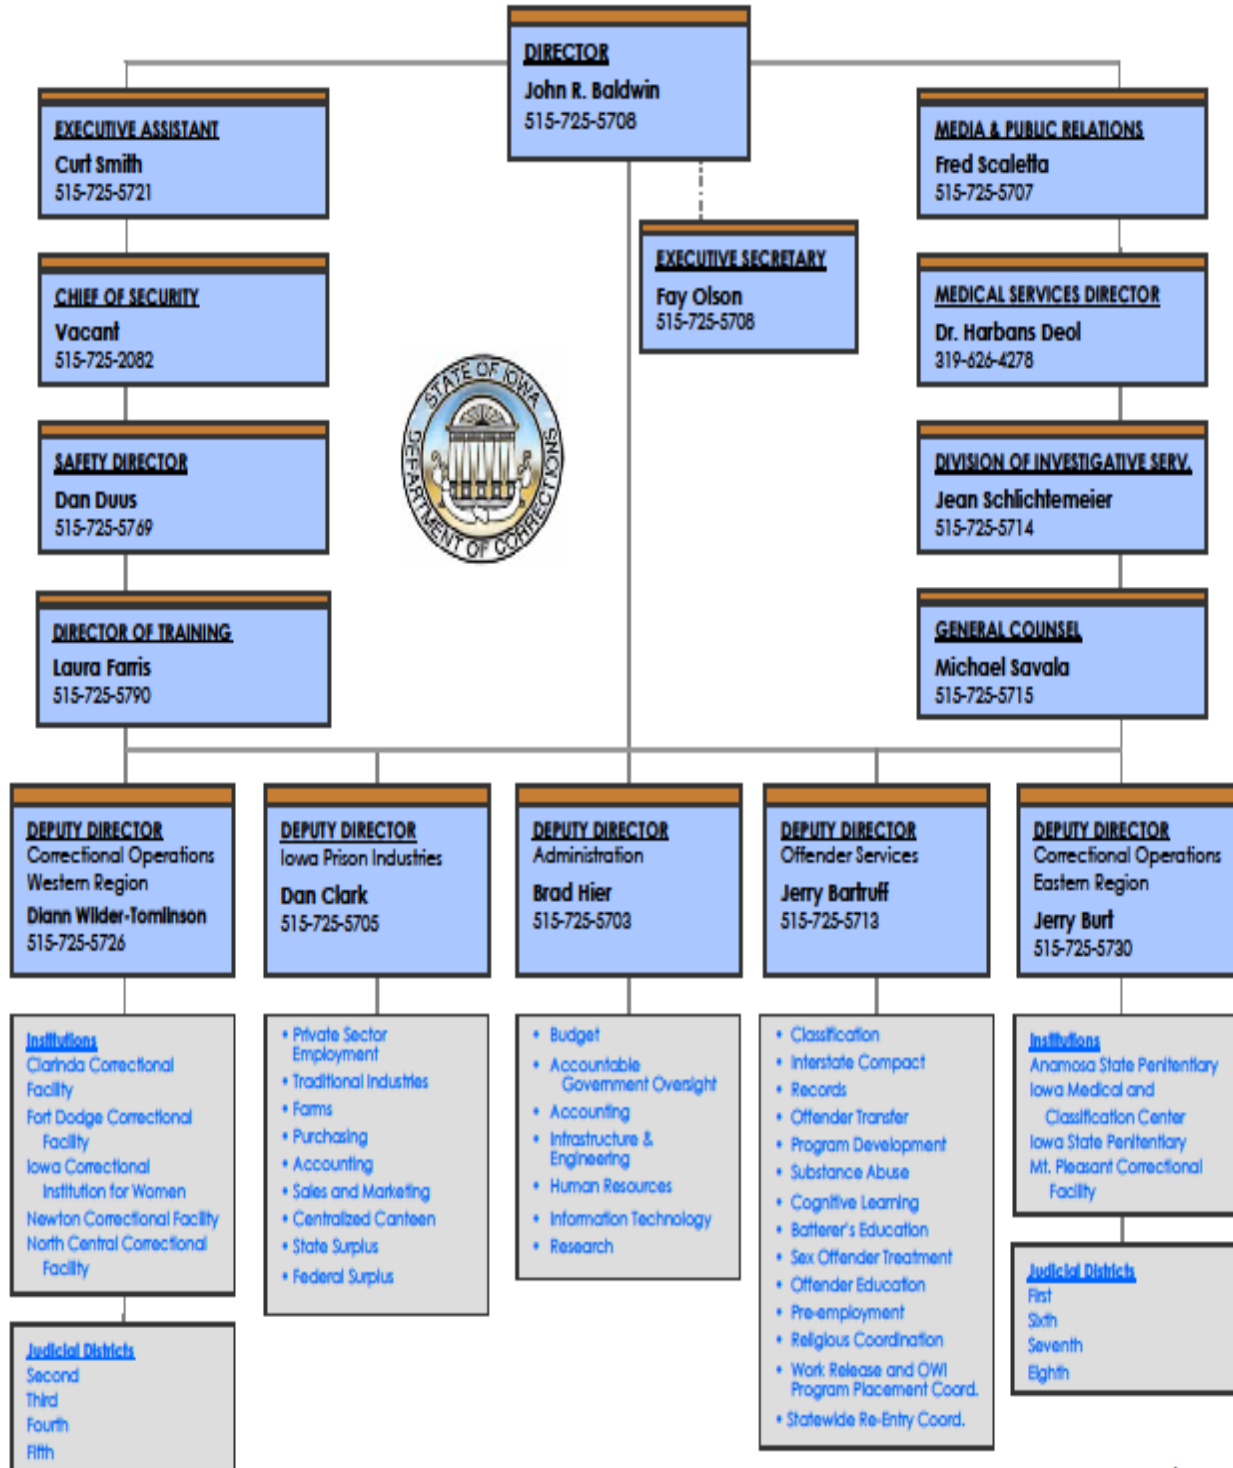 DIRECTOR
John R. Baldwin
515-725-5708
EXECUTIVE ASSISTANT
Curt Smith
515-725-5721
MEDIA & PUBLIC RELATIONS
Fred Scaletta
515-725-5707
EXECUTIVE SECRETARY
Fay Olson
515-725-5708
CHIEF OF SECURITY
Vacant
515-725-2082
MEDICAL SERVICES DIRECTOR
Dr. Harbans Deol
319-626-4278
STATE OF IOWA
DEPARTMENT OF CORRECTIONS
SAFETY DIRECTOR
Dan Duus
515-725-5769
DIVISION OF INVESTIGATIVE SERV.
Jean Schlichtemeier
515-725-5714
DIRECTOR OF TRAINING
Laura Farris
515-725-5790
GENERAL COUNSEL
Michael Savala
515-725-5715
DEPUTY DIRECTOR
Correctional Operations
Western Region
Diann Wilder-Tomlinson
515-725-5726
DEPUTY DIRECTOR
Iowa Prison Industries
Dan Clark
515-725-5705
DEPUTY DIRECTOR
Administration
Brad Hier
515-725-5703
DEPUTY DIRECTOR
Offender Services
Jerry Bartruff
515-725-5713
DEPUTY DIRECTOR
Correctional Operations
Eastern Region
Jerry Burt
515-725-5730
Institutions
Clarinda Correctional
Facility
Fort Dodge Correctional
Facility
Iowa Correctional
Institution for Women
Newton Correctional Facility
North Central Correctional
Facility
Judicial Districts
Second
Third
Fourth
Fifth
• Private Sector
Employment
• Traditional Industries
• Farms
• Purchasing
• Accounting
• Sales and Marketing
• Centralized Canteen
• State Surplus
• Federal Surplus
• Budget
• Accountable
Government Oversight
• Accounting
• Infrastructure &
Engineering
• Human Resources
• Information Technology
• Research
• Classification
• Interstate Compact
• Records
• Offender Transfer
• Program Development
• Substance Abuse
• Cognitive Learning
• Batterer's Education
• Sex Offender Treatment
• Offender Education
• Pre-employment
• Religious Coordination
• Work Release and OWI
Program Placement Coord.
• Statewide Re-Entry Coord.
Institutions
Anamosa State Penitentiary
Iowa Medical and
Classification Center
Iowa State Penitentiary
Mt. Pleasant Correctional
Facility
Judicial Districts
First
Sixth
Seventh
Eighth